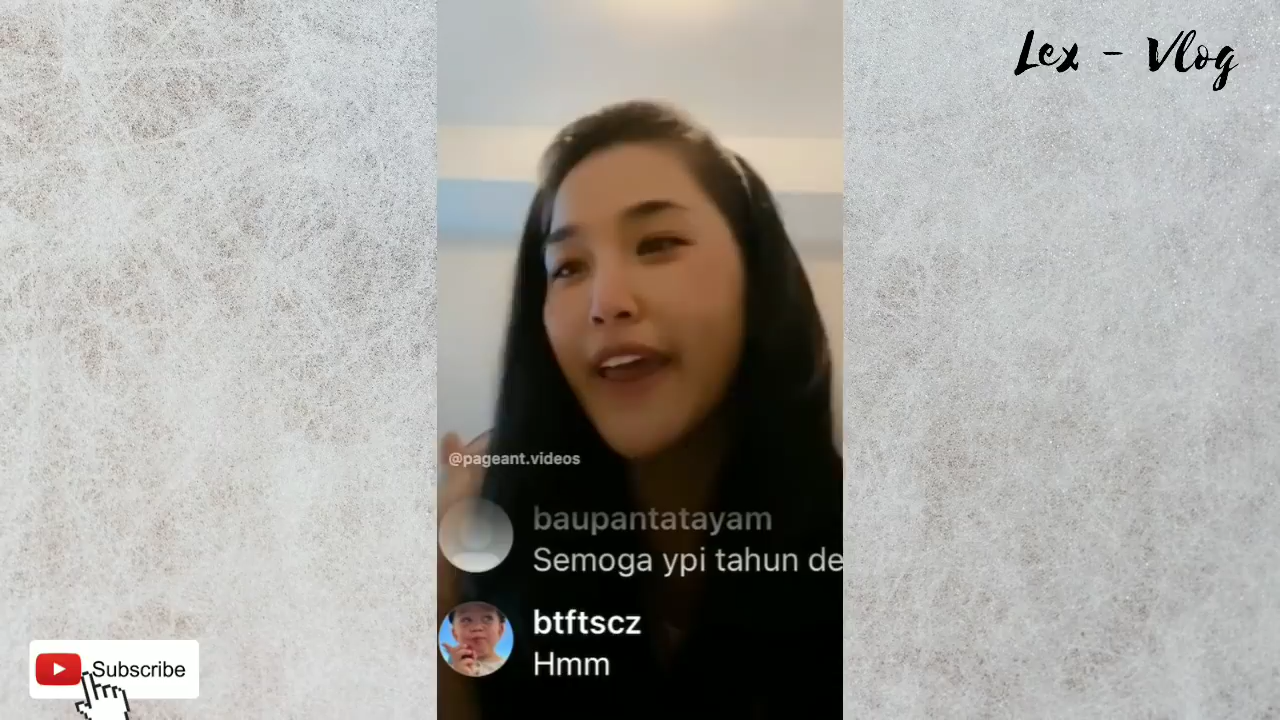 Lex - Vlog
@pageant.videos
baupantatayam
Semoga ypi tahun de
btftscz
Hmm
Subscribe